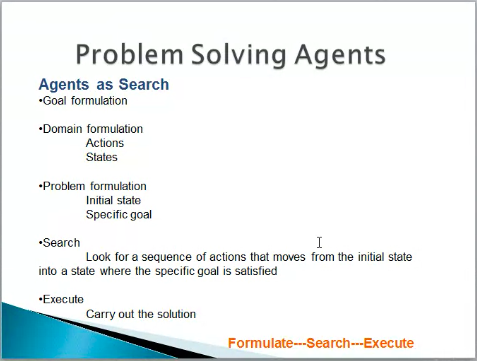 Problem Solving Agents
Agents as Search
•Goal formulation
•Domain formulation
Actions
States
•Problem formulation
Initial state
Specific goal
•Search
Look for a sequence of actions that moves from the initial state
into a state where the specific goal is satisfied
•Execute
Carry out the solution
Formulate---Search---Execute